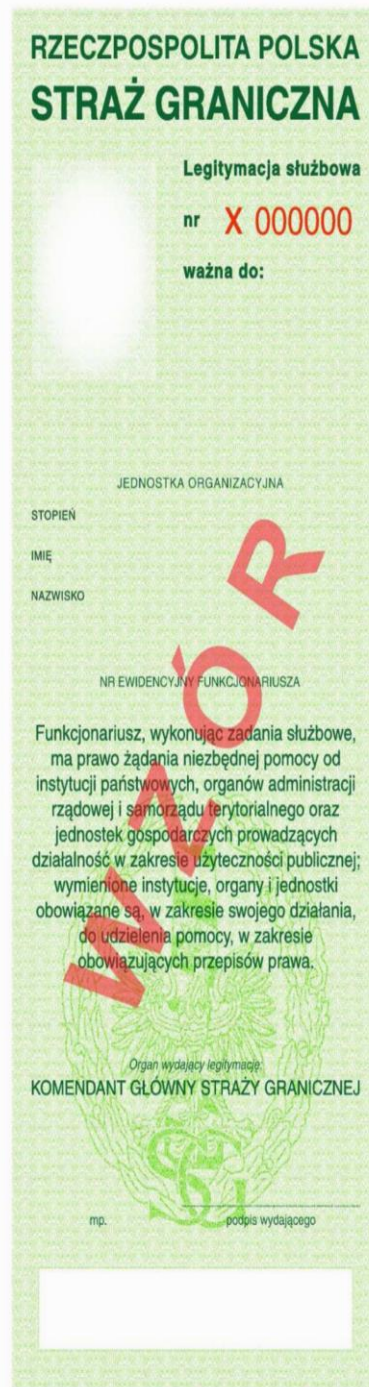 RZECZPOSPOLITA POLSKA
STRAŻ GRANICZNA
Legitymacja służbowa
nr X 000000
ważna do:
JEDNOSTKA ORGANIZACYJNA
STOPIEŃ
IMIĘ
NAZWISKO
NR EWIDENCYJNY FUNKCJONARIUSZA
Funkcjonariusz, wykonując zadania służbowe,
ma prawo żądania niezbędnej pomocy od
instytucji państwowych, organów administracji
rządowej i samorządu terytorialnego oraz
jednostek gospodarczych prowadzących
działalność w zakresie użyteczności publicznej;
wymienione instytucje, organy i jednostki
obowiązane są, w zakresie swojego działania,
do udzielenia pomocy, w zakresie
obowiązujących przepisów prawa.
WZÓR
Organ wydający legitymację:
KOMENDANT GŁÓWNY STRAŻY GRANICZNEJ
SG
mp. podpis wydającego